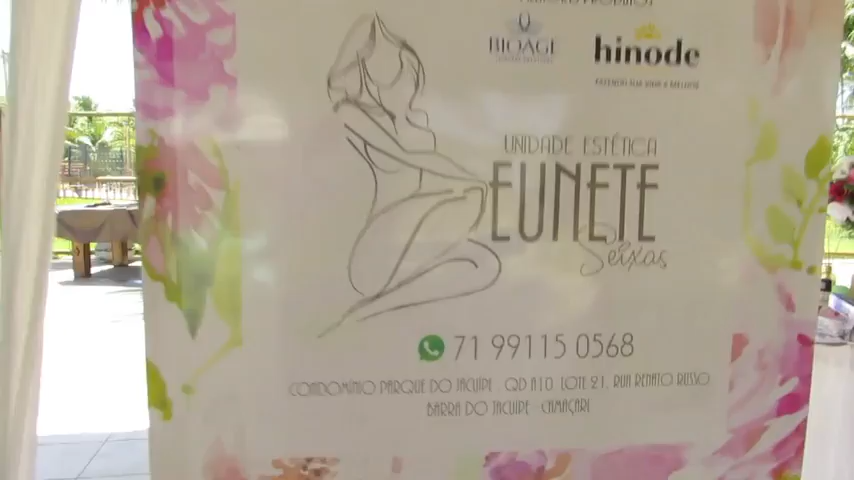 BIOAGE
hinode
UNIDADE ESTÉTICA
EUNETE
Seixas
71 99115 0568
CONDOMÍNIO PARQUE DO JACUÍPE . QD A10 LOTE 21, RUA RENATO RUSSO
BARRA DO JACUIPE - CAMAÇARI